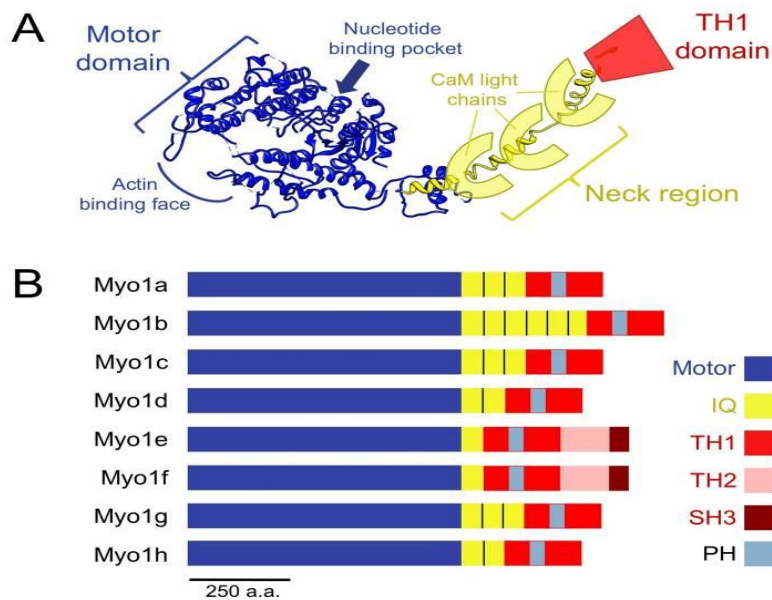 A
Motor
domain
Nucleotide
binding pocket
TH1
domain
CaM light
chains
Actin
binding face
Neck region
B
Myo1a
Myo1b
Myo1c
Myo1d
Myo1e
Myo1f
Myo1g
Myo1h
Motor
IQ
TH1
TH2
SH3
PH
250 a.a.